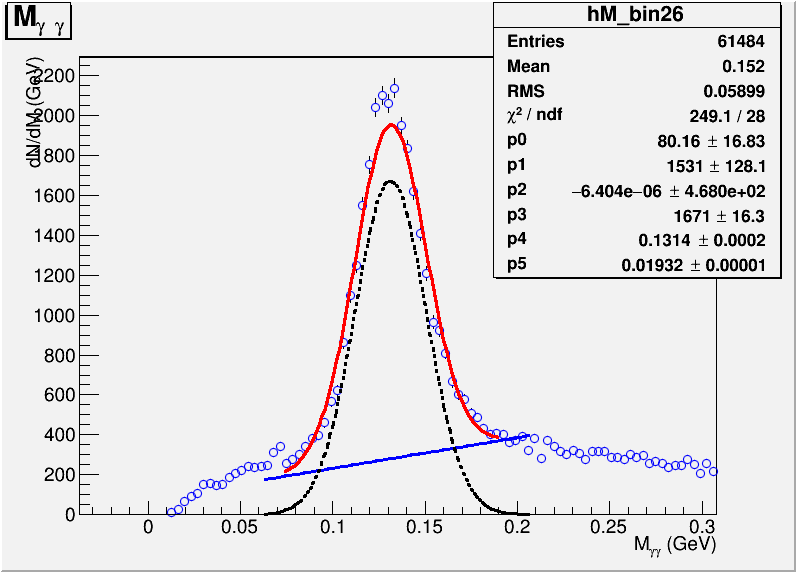 M γ γ
hM_bin26
Entries 61484
Mean 0.152
RMS 0.05899
χ² / ndf 249.1 / 28
p0 80.16 ± 16.83
p1 1531 ± 128.1
p2 −6.404e−06 ± 4.680e+02
p3 1671 ± 16.3
p4 0.1314 ± 0.0002
p5 0.01932 ± 0.00001
dN/dM, (GeV)
2200
2000
1800
1600
1400
1200
1000
800
600
400
200
0
0 0.05 0.1 0.15 0.2 0.25 0.3
Mγγ (GeV)